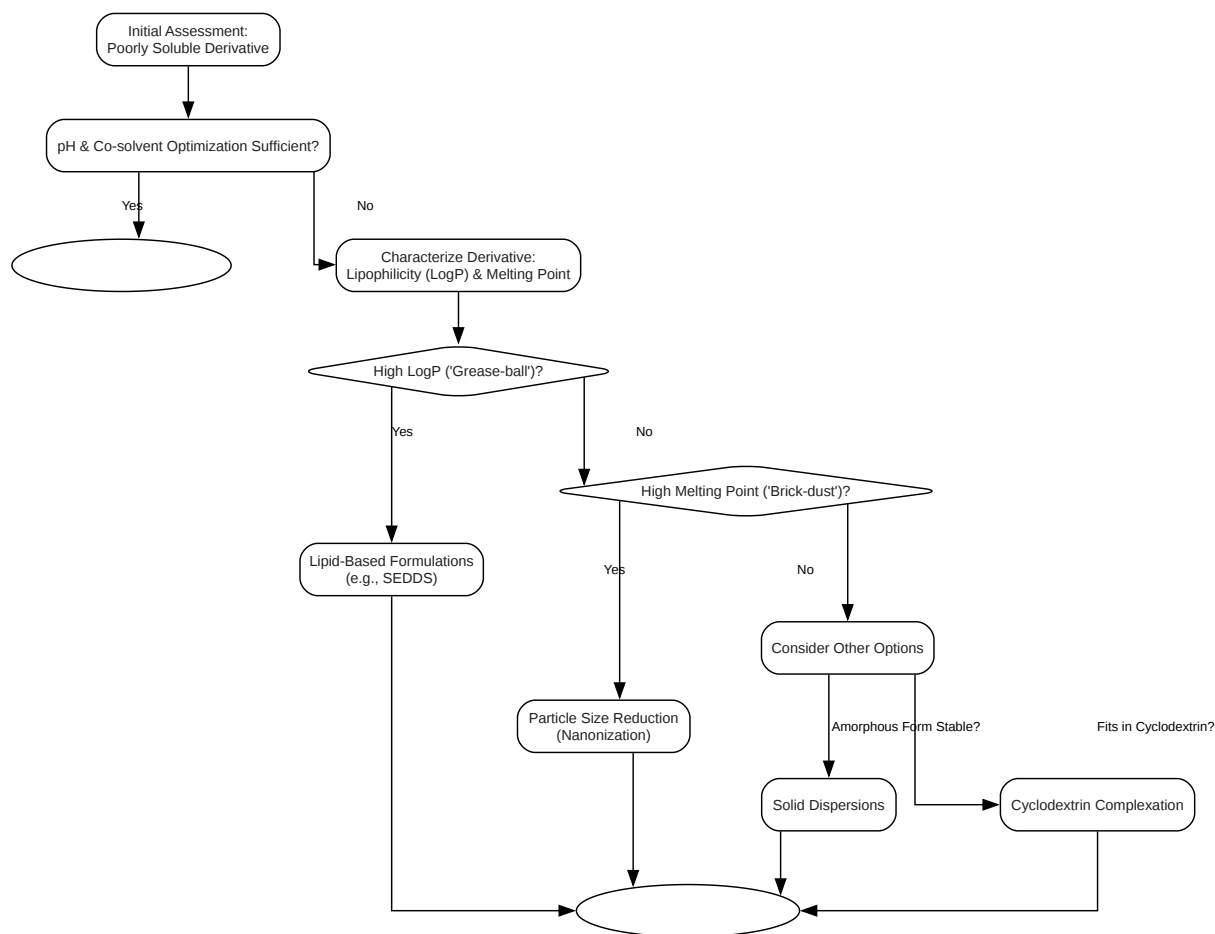 Initial Assessment:
Poorly Soluble Derivative
pH & Co-solvent Optimization Sufficient?
Yes
No
Characterize Derivative:
Lipophilicity (LogP) & Melting Point
High LogP ('Grease-ball')?
Yes
No
High Melting Point ('Brick-dust')?
Lipid-Based Formulations
(e.g., SEDDS)
Yes
No
Consider Other Options
Particle Size Reduction
(Nanonization)
Amorphous Form Stable?
Fits in Cyclodextrin?
Solid Dispersions
Cyclodextrin Complexation